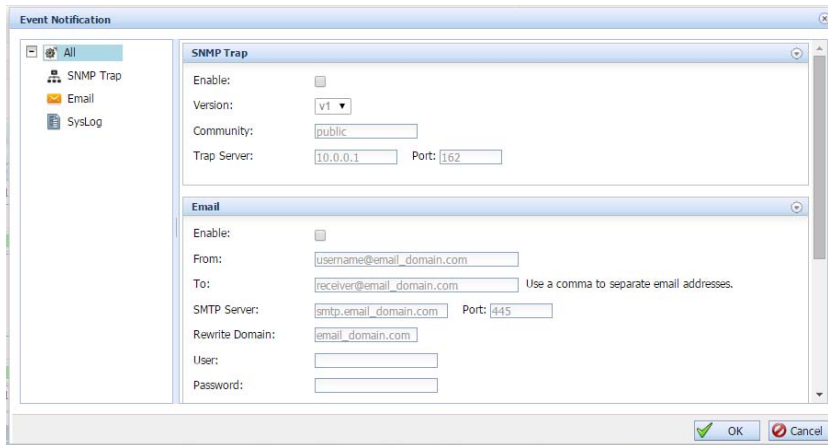 Event Notification
All
SNMP Trap
Email
SysLog
SNMP Trap
Enable:
Version: v1
Community: public
Trap Server: 10.0.0.1 Port: 162
Email
Enable:
From: username@email_domain.com
To: receiver@email_domain.com Use a comma to separate email addresses.
SMTP Server: smtp.email_domain.com Port: 445
Rewrite Domain: email_domain.com
User:
Password:
OK Cancel